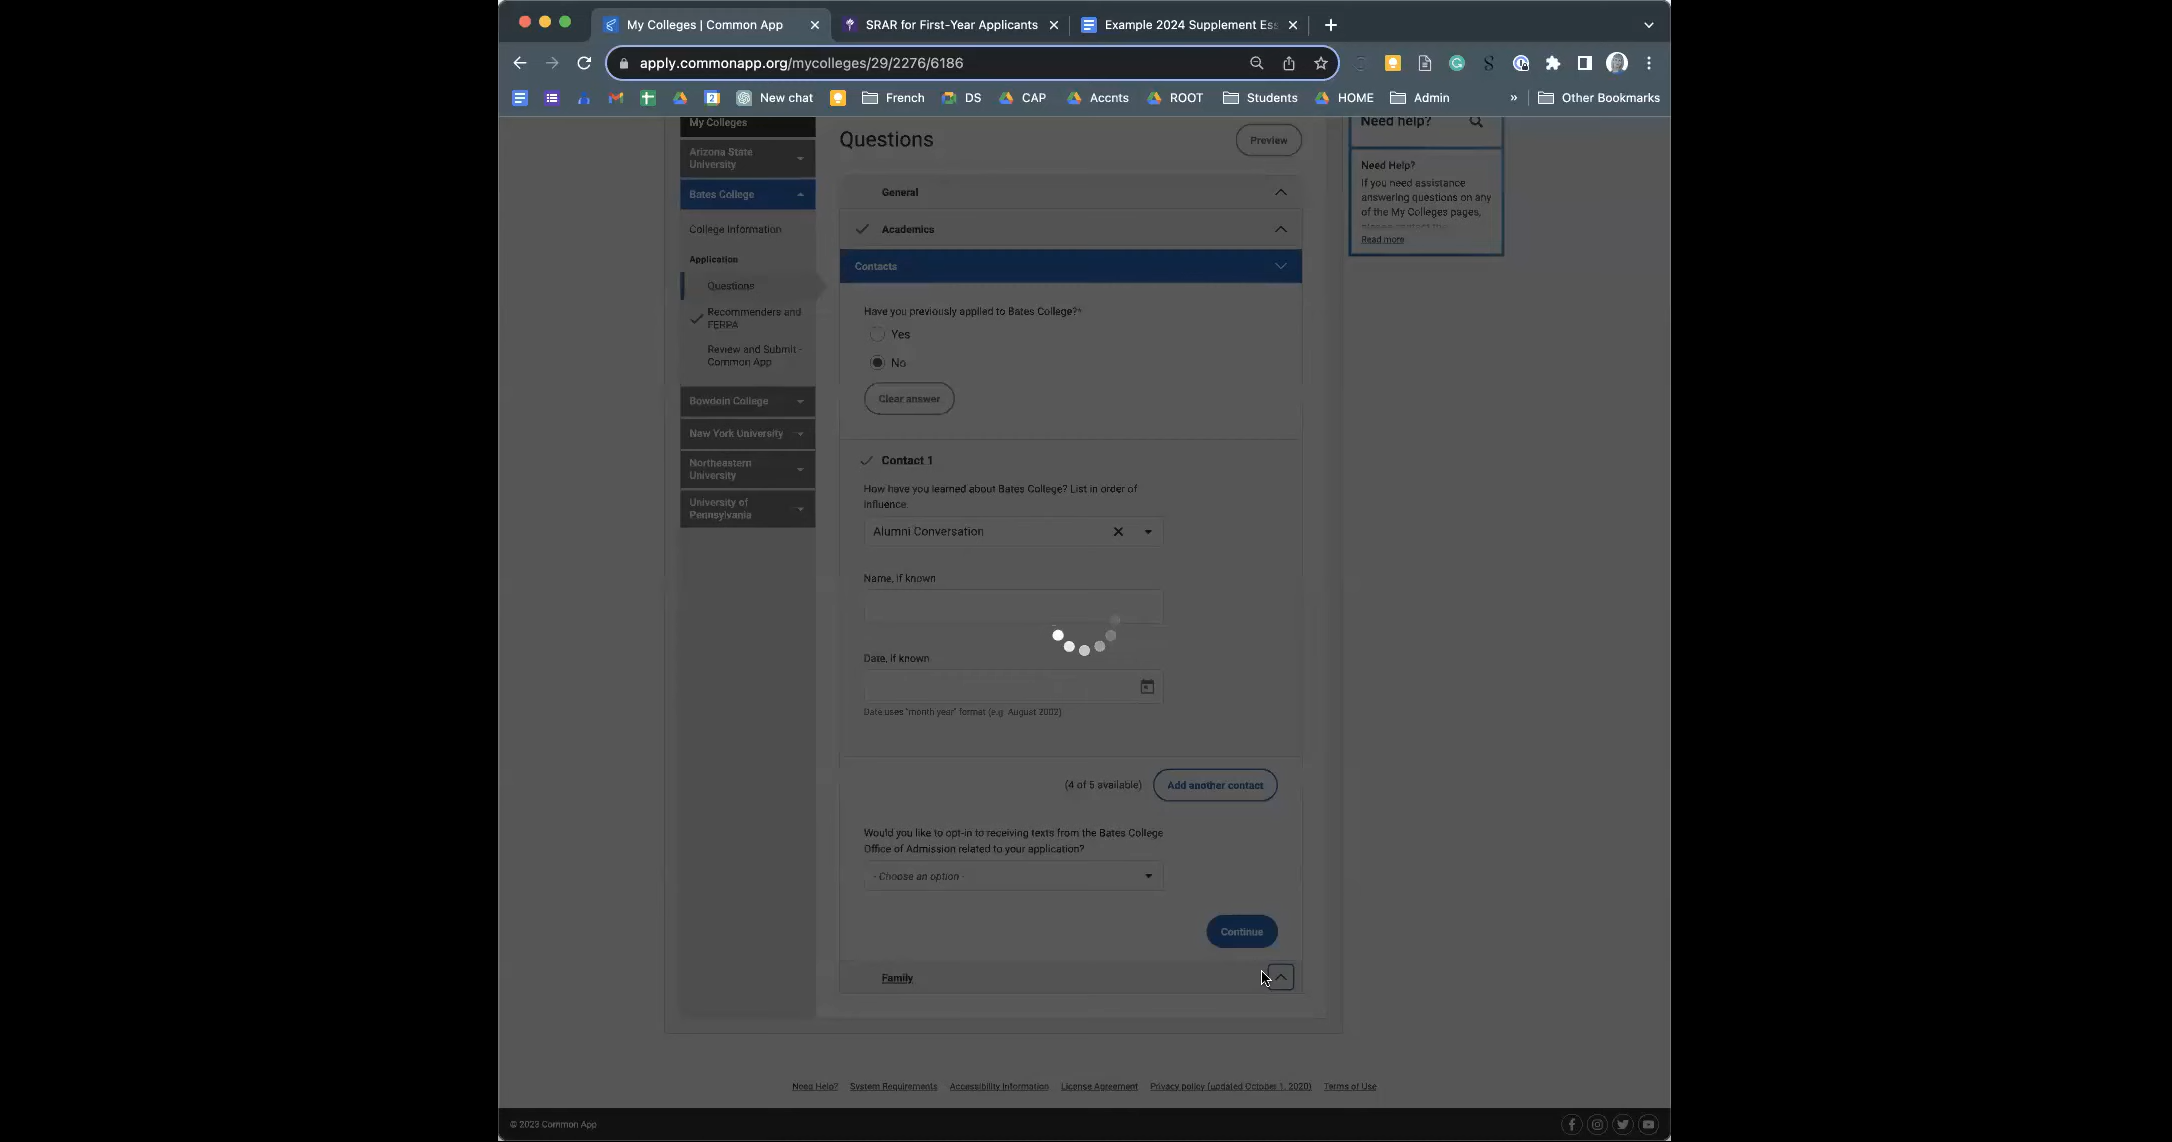 My Colleges | Common App
SRAR for First-Year Applicants
Example 2024 Supplement Ess
apply.commonapp.org/mycolleges/29/2276/6186
New chat
French
DS
CAP
Accnts
ROOT
Students
HOME
Admin
»
Other Bookmarks
My Colleges
Arizona State
University
Bates College
College Information
Application
Questions
Recommenders and
FERPA
Review and Submit -
Common App
Bowdoin College
New York University
Northeastern
University
University of
Pennsylvania
Questions
Preview
General
Academics
Contacts
Have you previously applied to Bates College?*
Yes
No
Clear answer
Contact 1
How have you learned about Bates College? List in order of
influence.
Alumni Conversation
Name, if known
Date, if known
Date uses "month year" format (e.g. August 2002)
(4 of 5 available)
Add another contact
Would you like to opt-in to receiving texts from the Bates College
Office of Admission related to your application?
- Choose an option -
Continue
Family
Need help?
Need Help?
If you need assistance
answering questions on any
of the My Colleges pages,
Read more
Need Help?
System Requirements
Accessibility Information
License Agreement
Privacy policy (updated October 1, 2020)
Terms of Use
© 2023 Common App